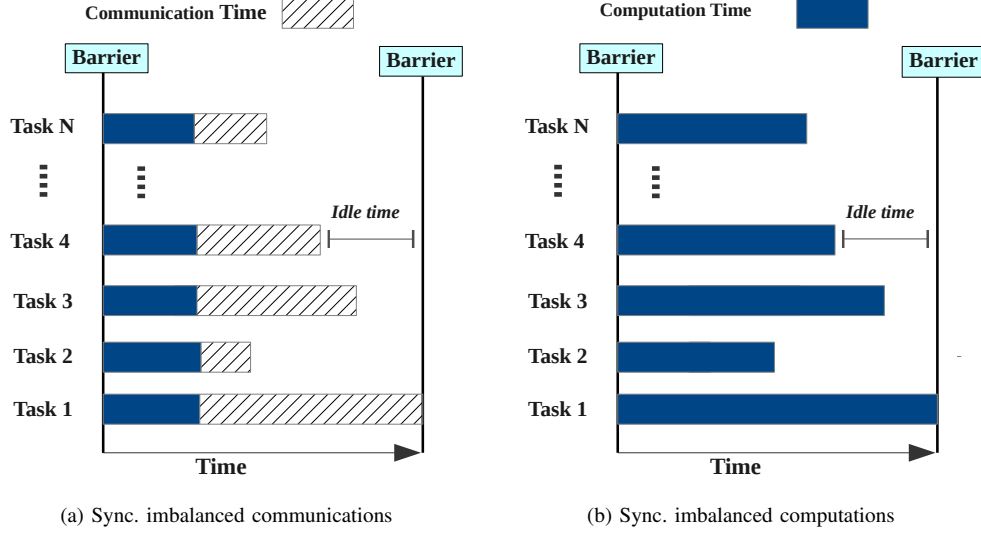 Communication Time
Barrier
Barrier
Task N
Idle time
Task 4
Task 3
Task 2
Task 1
Time
(a) Sync. imbalanced communications
Computation Time
Barrier
Barrier
Task N
Idle time
Task 4
Task 3
Task 2
Task 1
Time
(b) Sync. imbalanced computations